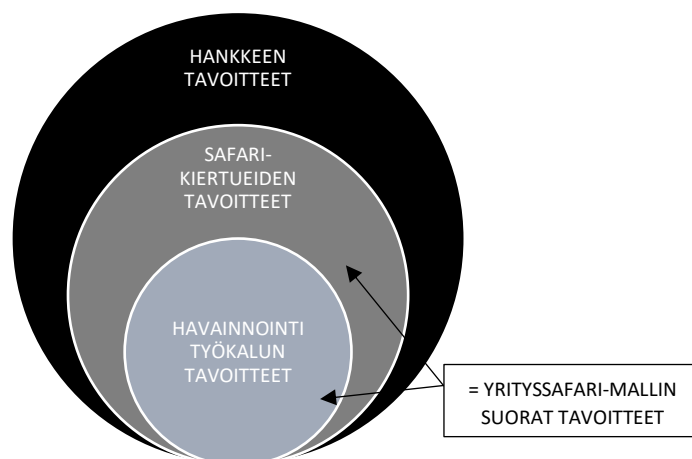 HANKKEEN
TAVOITTEET
SAFARI-
KIERTUEIDEN
TAVOITTEET
HAVAINNOINTI
TYÖKALUN
TAVOITTEET
= YRITYSSAFARI-MALLIN
SUORAT TAVOITTEET